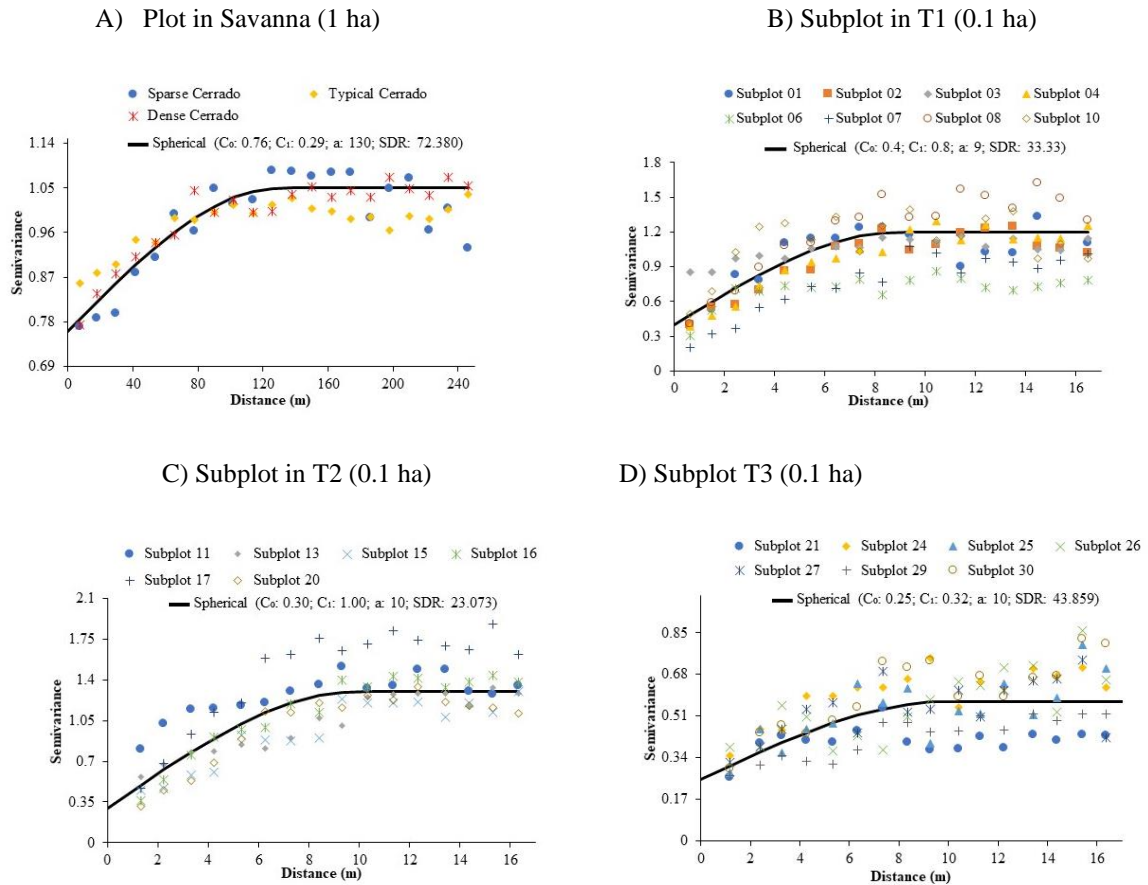 A) Plot in Savanna (1 ha)
Sparse Cerrado
Typical Cerrado
Dense Cerrado
Spherical (C₀: 0.76; C₁: 0.29; a: 130; SDR: 72.380)
1.14
1.05
0.96
0.87
0.78
0.69
Semivariance
0 40 80 120 160 200 240
Distance (m)
B) Subplot in T1 (0.1 ha)
Subplot 01 Subplot 02 Subplot 03 Subplot 04
Subplot 06 Subplot 07 Subplot 08 Subplot 10
Spherical (C₀: 0.4; C₁: 0.8; a: 9; SDR: 33.33)
1.8
1.5
1.2
0.9
0.6
0.3
0
Semivariance
0 2 4 6 8 10 12 14 16
Distance (m)
C) Subplot in T2 (0.1 ha)
Subplot 11 Subplot 13 Subplot 15 Subplot 16
Subplot 17 Subplot 20
Spherical (C₀: 0.30; C₁: 1.00; a: 10; SDR: 23.073)
2.1
1.75
1.4
1.05
0.7
0.35
0
Semivariance
0 2 4 6 8 10 12 14 16
Distance (m)
D) Subplot T3 (0.1 ha)
Subplot 21 Subplot 24 Subplot 25 Subplot 26
Subplot 27 Subplot 29 Subplot 30
Spherical (C₀: 0.25; C₁: 0.32; a: 10; SDR: 43.859)
0.85
0.68
0.51
0.34
0.17
0
Semivariance
0 2 4 6 8 10 12 14 16
Distance (m)